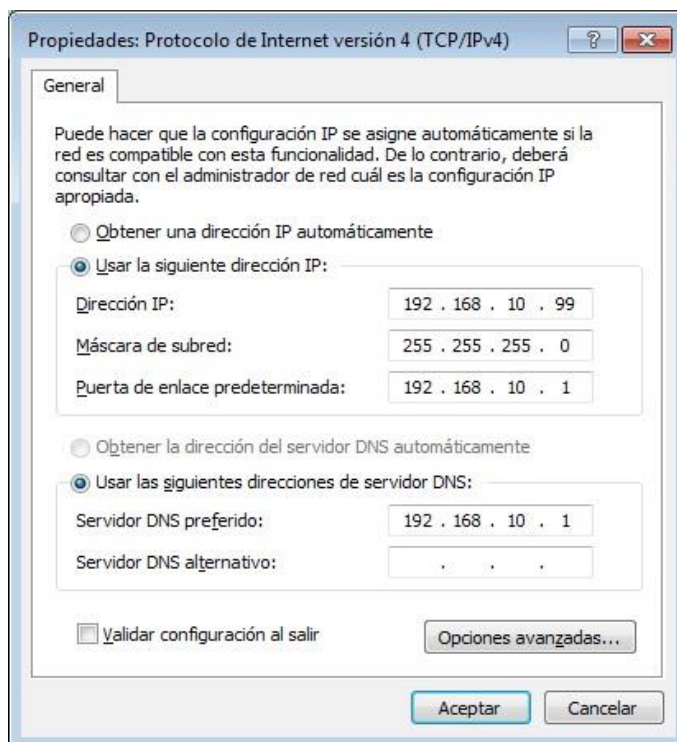 Propiedades: Protocolo de Internet versión 4 (TCP/IPv4)
General
Puede hacer que la configuración IP se asigne automáticamente si la
red es compatible con esta funcionalidad. De lo contrario, deberá
consultar con el administrador de red cuál es la configuración IP
apropiada.
Obtener una dirección IP automáticamente
Usar la siguiente dirección IP:
Dirección IP: 192 . 168 . 10 . 99
Máscara de subred: 255 . 255 . 255 . 0
Puerta de enlace predeterminada: 192 . 168 . 10 . 1
Obtener la dirección del servidor DNS automáticamente
Usar las siguientes direcciones de servidor DNS:
Servidor DNS preferido: 192 . 168 . 10 . 1
Servidor DNS alternativo: . . .
Validar configuración al salir
Opciones avanzadas...
Aceptar Cancelar